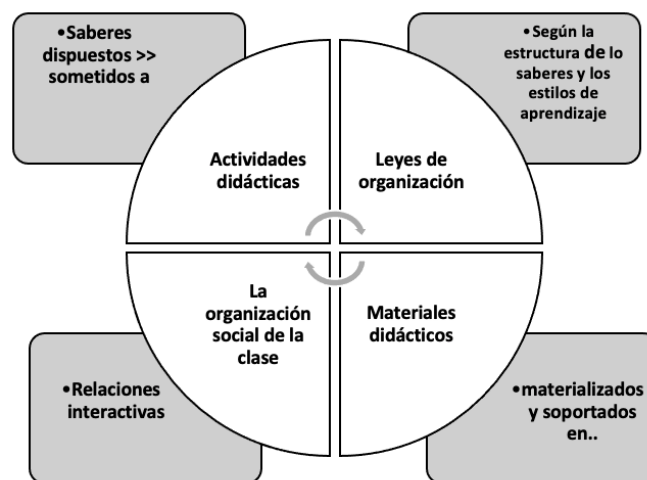 •Saberes
dispuestos >>
sometidos a
•Según la
estructura de lo
saberes y los
estilos de
aprendizaje
Actividades
didácticas
Leyes de
organización
La
organización
social de la
clase
Materiales
didácticos
•Relaciones
interactivas
•materializados
y soportados
en..